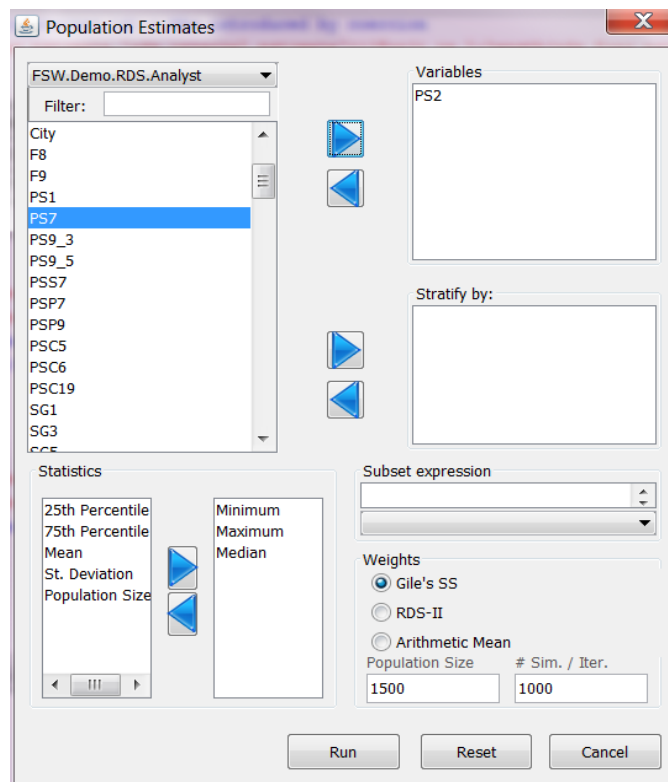 Population Estimates
FSW.Demo.RDS.Analyst
Filter:
City
F8
F9
PS1
PS7
PS9_3
PS9_5
PSS7
PSP7
PSP9
PSC5
PSC6
PSC19
SG1
SG3
Variables
PS2
Stratify by:
Statistics
25th Percentile
75th Percentile
Mean
St. Deviation
Population Size
Minimum
Maximum
Median
Subset expression
Weights
Gile's SS
RDS-II
Arithmetic Mean
Population Size
# Sim. / Iter.
1500
1000
Run
Reset
Cancel